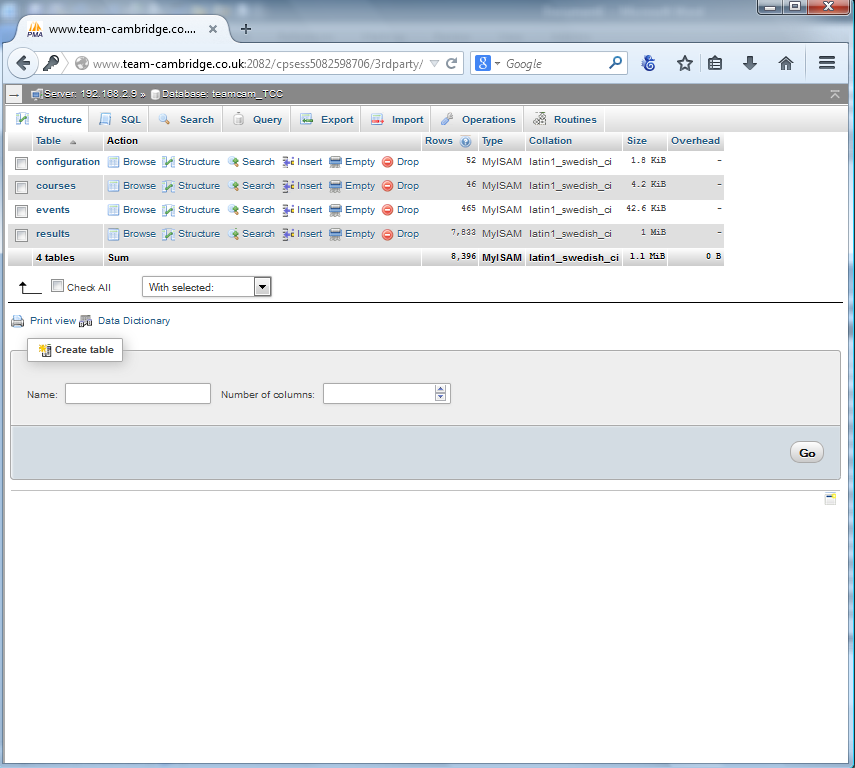 PMA www.team-cambridge.co....
www.team-cambridge.co.uk:2082/cpsess5082598706/3rdparty/ Google
Server: 192.168.2.9 » Database: teamcam_TCC
Structure SQL Search Query Export Import Operations Routines
Table Action Rows Type Collation Size Overhead
configuration Browse Structure Search Insert Empty Drop 52 MyISAM latin1_swedish_ci 1.8 KiB -
courses Browse Structure Search Insert Empty Drop 46 MyISAM latin1_swedish_ci 4.2 KiB -
events Browse Structure Search Insert Empty Drop 465 MyISAM latin1_swedish_ci 42.6 KiB -
results Browse Structure Search Insert Empty Drop 7,833 MyISAM latin1_swedish_ci 1 MiB -
4 tables Sum 8,396 MyISAM latin1_swedish_ci 1.1 MiB 0 B
Check All With selected:
Print view Data Dictionary
Create table
Name: Number of columns:
Go